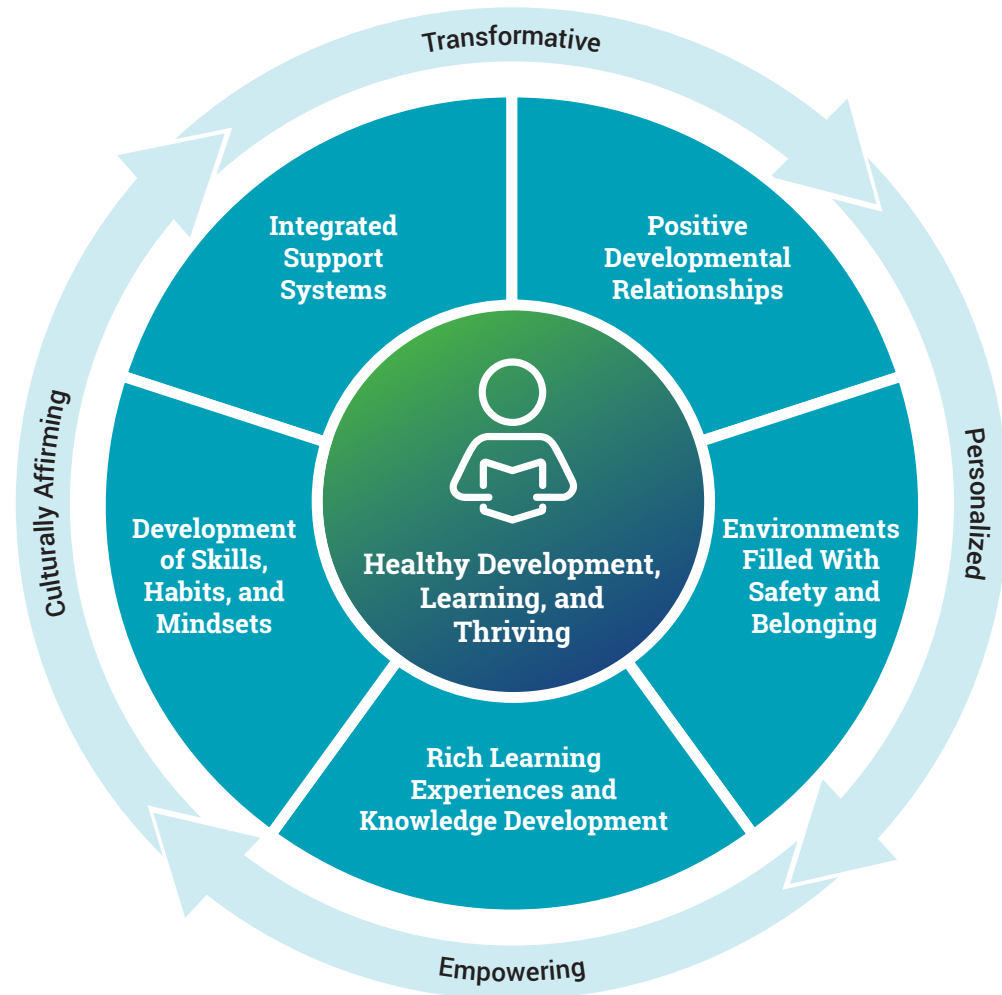 Transformative
Integrated
Support
Systems
Positive
Developmental
Relationships
Culturally Affirming
Personalized
Development
of Skills,
Habits, and
Mindsets
Healthy Development,
Learning, and
Thriving
Environments
Filled With
Safety and
Belonging
Rich Learning
Experiences and
Knowledge Development
Empowering